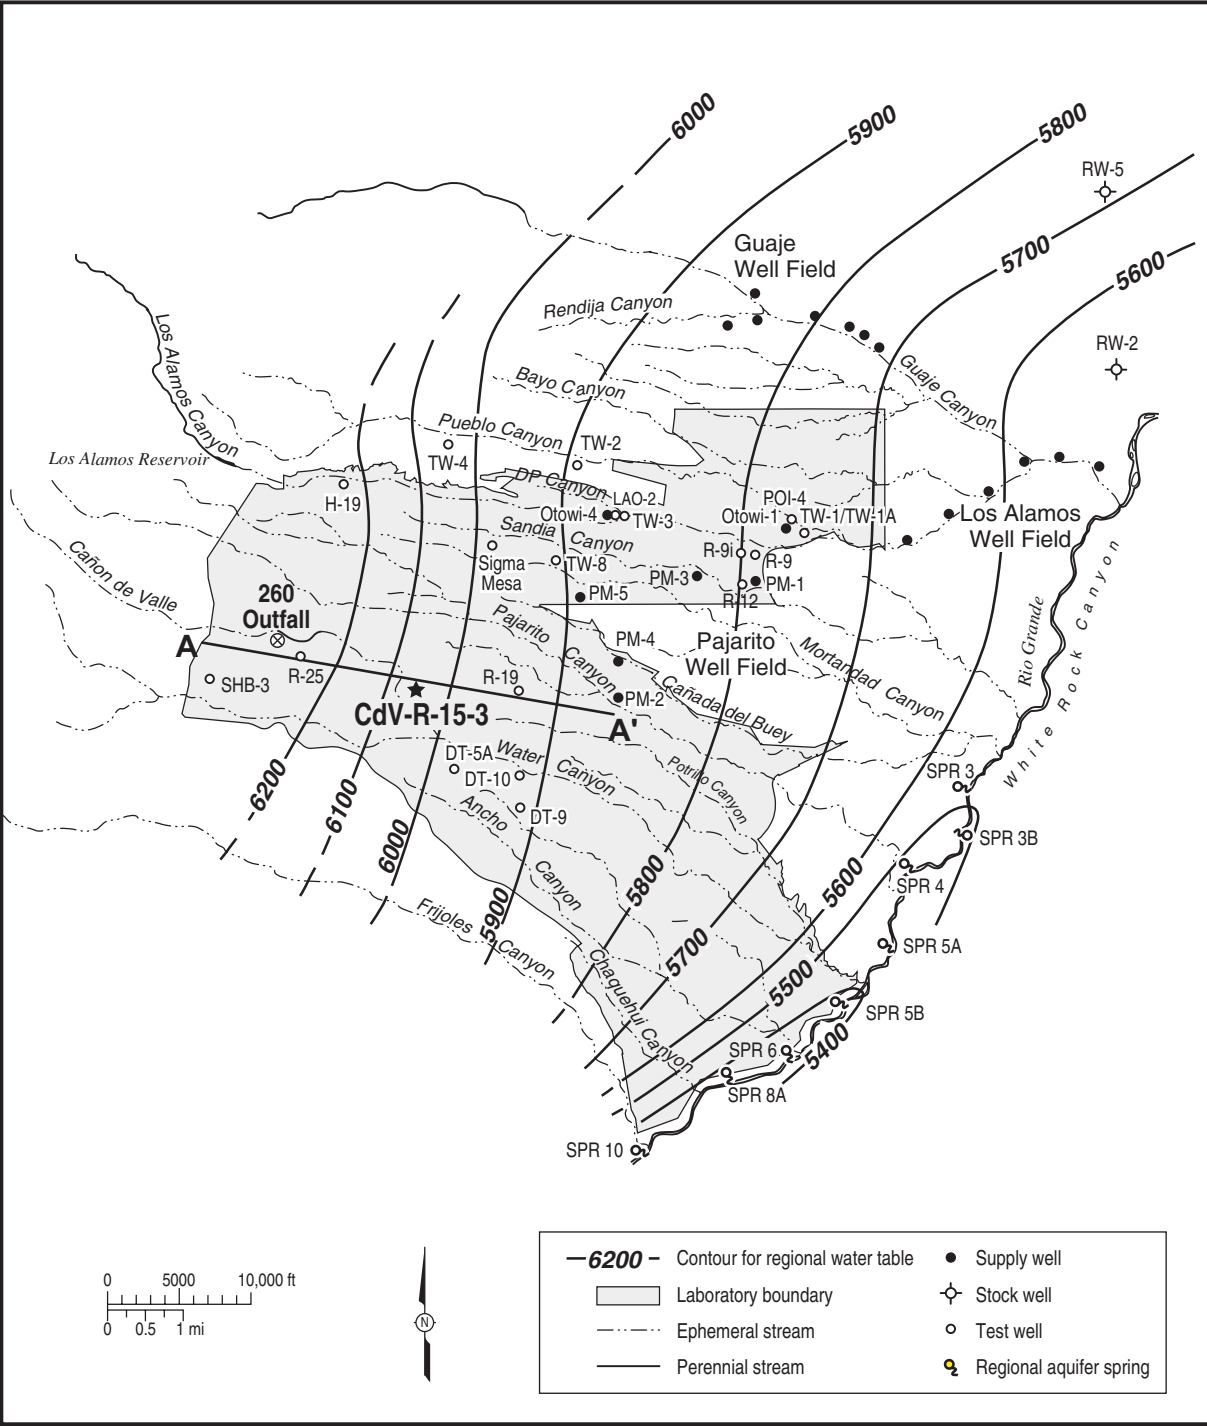 6000
5900
5800
RW-5
5700
5600
Guaje
Well Field
Rendija Canyon
Los Alamos Canyon
RW-2
Guaje Canyon
Bayo Canyon
Pueblo Canyon
TW-2
TW-4
Los Alamos Reservoir
DP Canyon
H-19
LAO-2
Otowi-4
TW-3
POI-4
Otowi-1
TW-1/TW-1A
Los Alamos
Well Field
Sandia Canyon
Sigma
Mesa
TW-8
R-9i
R-9
PM-3
PM-1
R-12
PM-5
Cañon de Valle
260
Outfall
Pajarito Canyon
PM-4
Pajarito
Well Field
Mortandad Canyon
Rio Grande
White Rock Canyon
A
R-25
SHB-3
R-19
PM-2
Cañada del Buey
CdV-R-15-3
A'
DT-5A
Water Canyon
DT-10
Potrillo Canyon
SPR 3
6200
6100
6000
Ancho Canyon
DT-9
SPR 3B
5900
5800
5600
SPR 4
Frijoles Canyon
Chaquehui Canyon
5700
5500
SPR 5A
SPR 5B
SPR 6
5400
SPR 8A
SPR 10
0 5000 10,000 ft
0 0.5 1 mi
N
6200 Contour for regional water table
Laboratory boundary
Ephemeral stream
Perennial stream
Supply well
Stock well
Test well
Regional aquifer spring